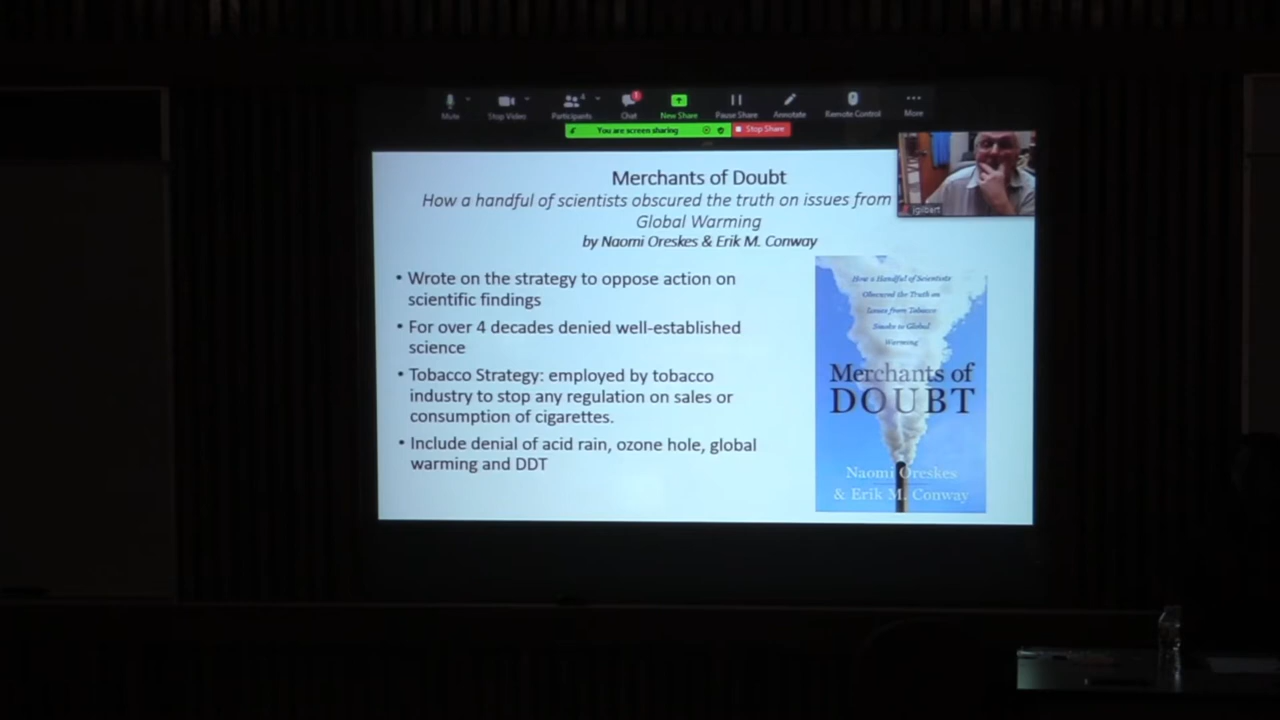 Mute
Stop Video
Participants
4
Chat
1
New Share
Pause Share
Annotate
Remote Control
More
You are screen sharing
Stop Share
jgilbert
Merchants of Doubt
How a handful of scientists obscured the truth on issues from
Global Warming
by Naomi Oreskes & Erik M. Conway
• Wrote on the strategy to oppose action on
scientific findings
• For over 4 decades denied well-established
science
• Tobacco Strategy: employed by tobacco
industry to stop any regulation on sales or
consumption of cigarettes.
• Include denial of acid rain, ozone hole, global
warming and DDT
How a Handful of Scientists
Obscured the Truth on
Issues from Tobacco
Smoke to Global
Warming
Merchants of
DOUBT
Naomi Oreskes
& Erik M. Conway